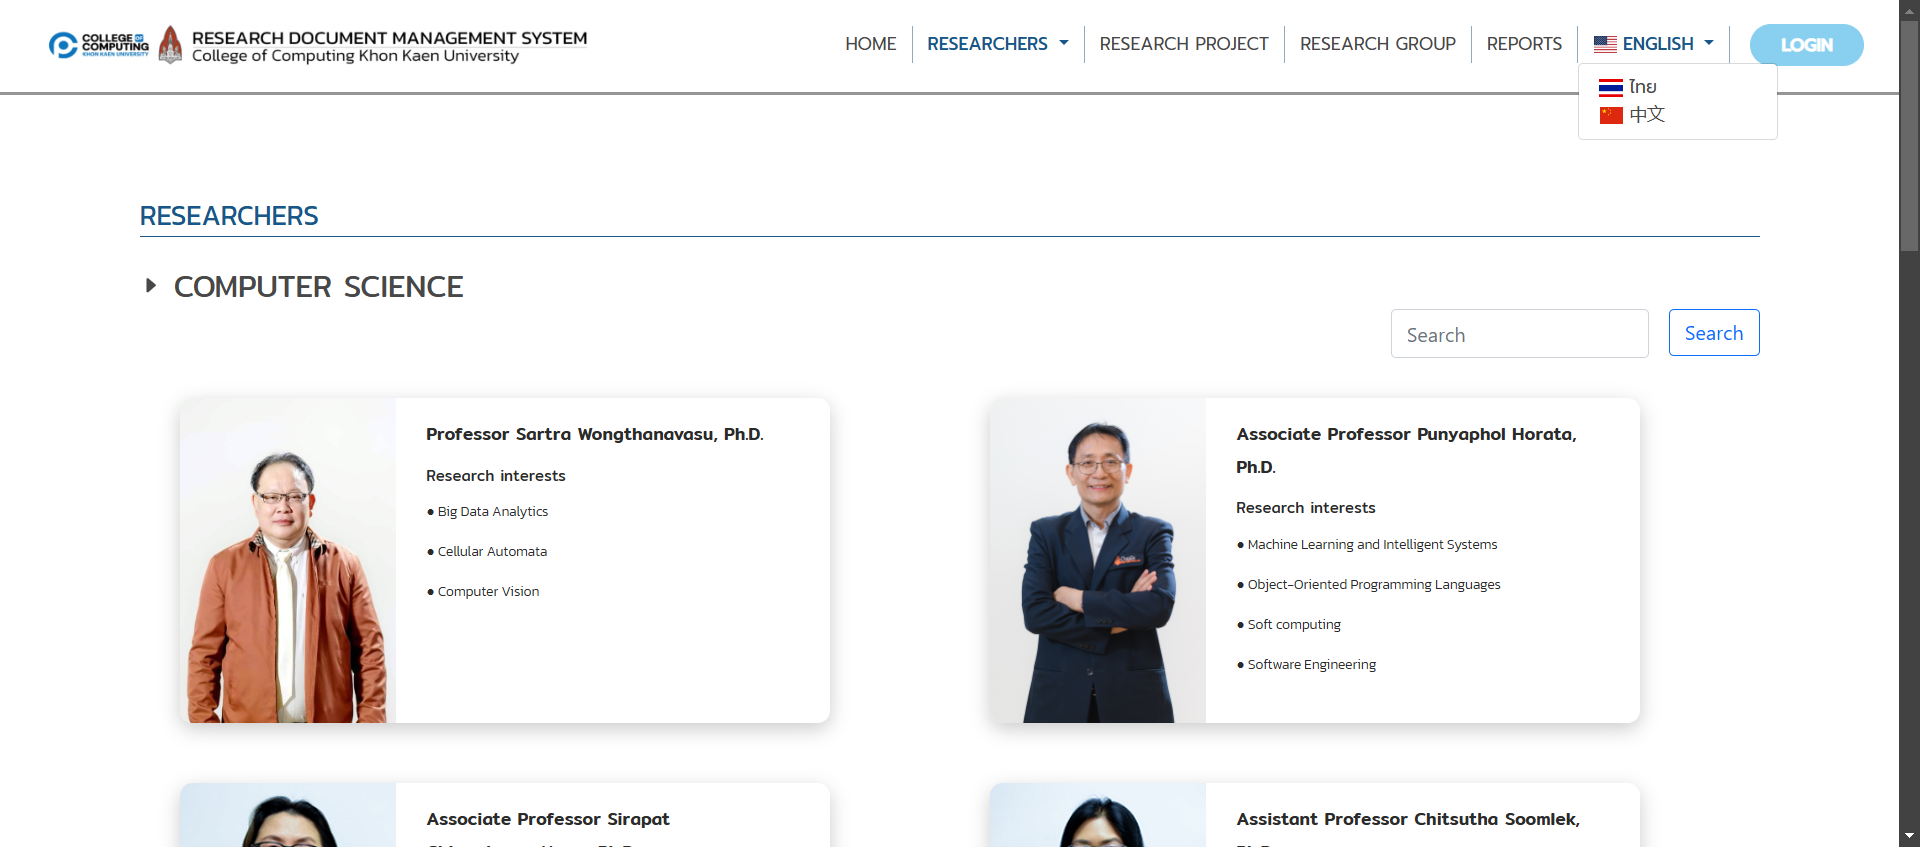 COLLEGE OF
COMPUTING
KHON KAEN UNIVERSITY
RESEARCH DOCUMENT MANAGEMENT SYSTEM
College of Computing Khon Kaen University
HOME
RESEARCHERS
RESEARCH PROJECT
RESEARCH GROUP
REPORTS
ENGLISH
LOGIN
ไทย
中文
RESEARCHERS
COMPUTER SCIENCE
Search
Search
Professor Sartra Wongthanavasu, Ph.D.
Research interests
● Big Data Analytics
● Cellular Automata
● Computer Vision
Associate Professor Punyaphol Horata,
Ph.D.
Research interests
● Machine Learning and Intelligent Systems
● Object-Oriented Programming Languages
● Soft computing
● Software Engineering
Associate Professor Sirapat
Assistant Professor Chitsutha Soomlek,